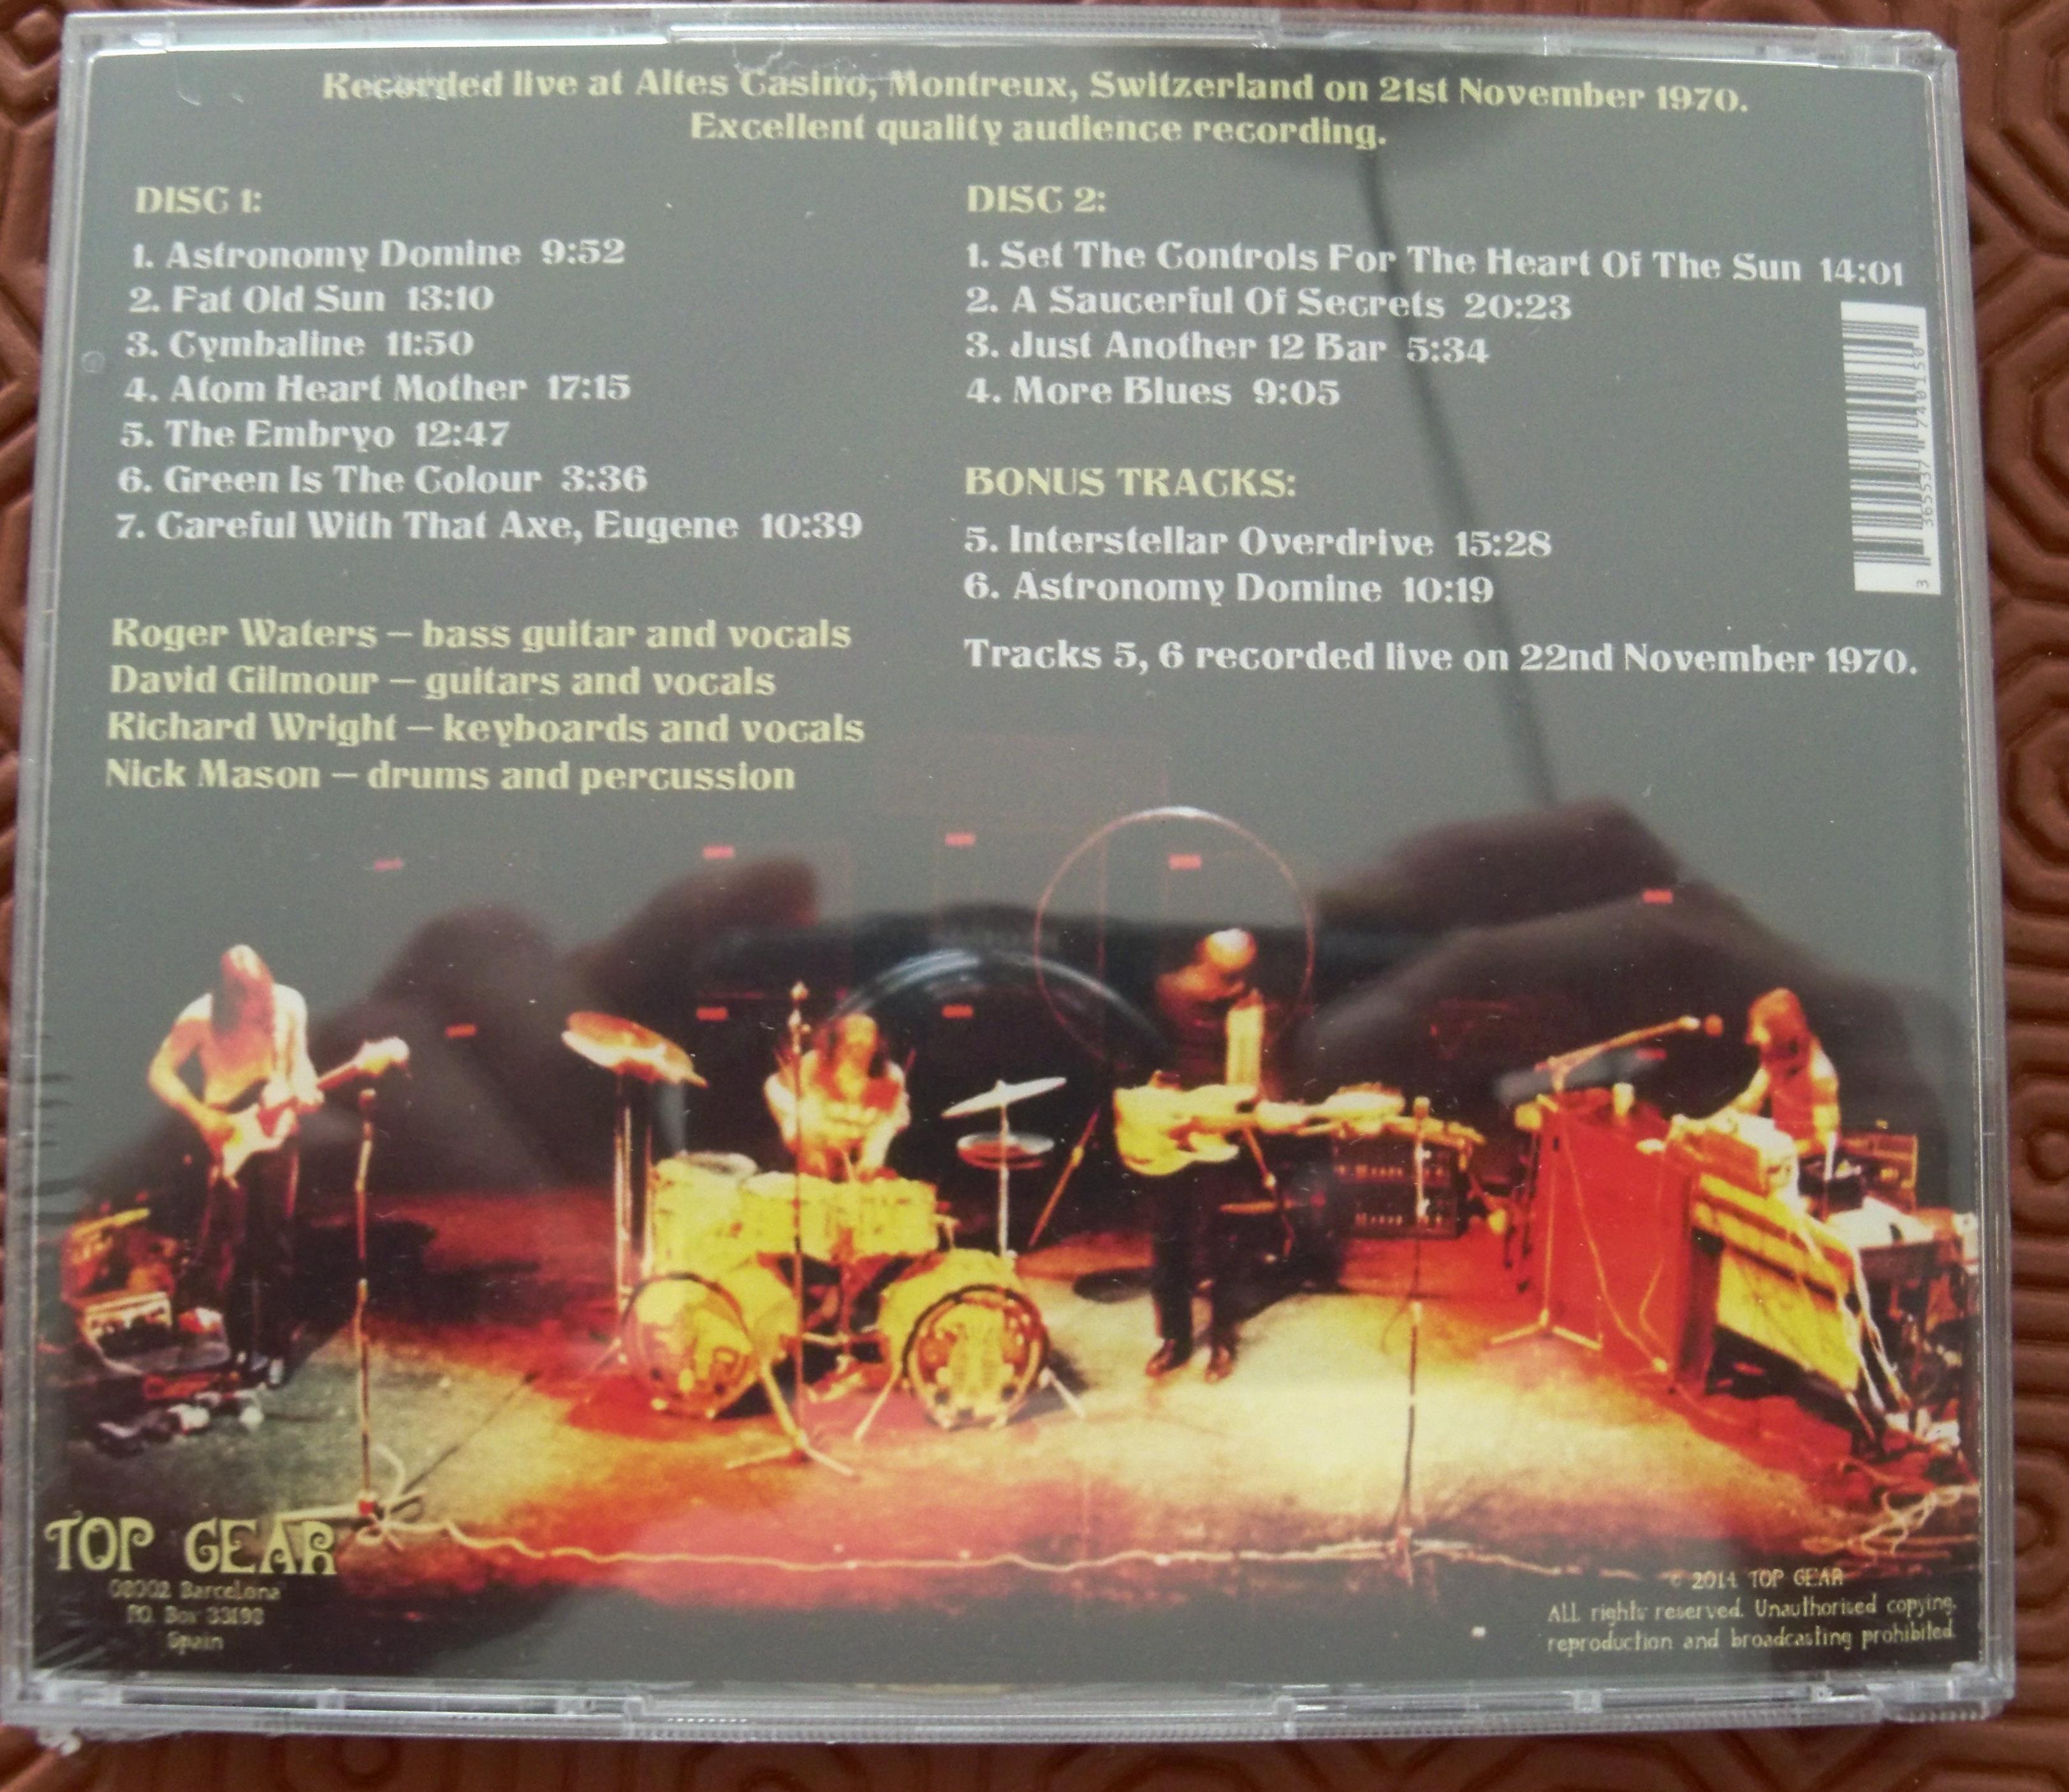 Recorded live at Altes Casino, Montreux, Switzerland on 21st November 1970.
Excellent quality audience recording.
DISC 1:
1. Astronomy Domine 9:52
2. Fat Old Sun 13:10
3. Cymbaline 11:50
4. Atom Heart Mother 17:15
5. The Embryo 12:47
6. Green Is The Colour 3:36
7. Careful With That Axe, Eugene 10:39
Roger Waters – bass guitar and vocals
David Gilmour – guitars and vocals
Richard Wright – keyboards and vocals
Nick Mason – drums and percussion
DISC 2:
1. Set The Controls For The Heart Of The Sun 14:01
2. A Saucerful Of Secrets 20:23
3. Just Another 12 Bar 5:34
4. More Blues 9:05
BONUS TRACKS:
5. Interstellar Overdrive 15:28
6. Astronomy Domine 10:19
Tracks 5, 6 recorded live on 22nd November 1970.
3 365537 740150
TOP GEAR
08002 Barcelona
P.O. Box 33198
Spain
© 2014 TOP GEAR
ALL rights reserved. Unauthorised copying,
reproduction and broadcasting prohibited.